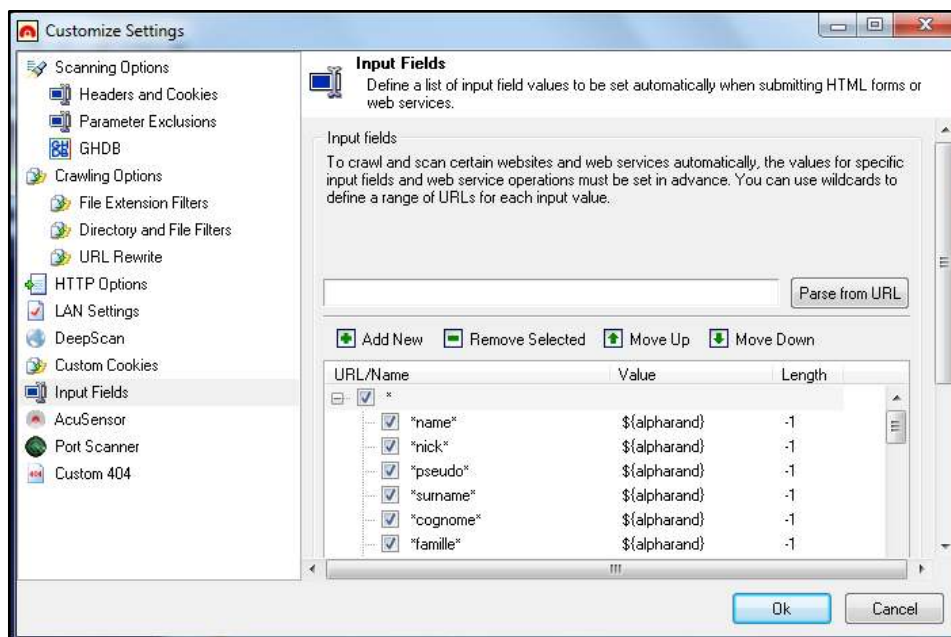 Customize Settings
Scanning Options
Headers and Cookies
Parameter Exclusions
GHDB
Crawling Options
File Extension Filters
Directory and File Filters
URL Rewrite
HTTP Options
LAN Settings
DeepScan
Custom Cookies
Input Fields
AcuSensor
Port Scanner
404 Custom 404
Input Fields
Define a list of input field values to be set automatically when submitting HTML forms or
web services.
Input fields
To crawl and scan certain websites and web services automatically, the values for specific
input fields and web service operations must be set in advance. You can use wildcards to
define a range of URLs for each input value.
Parse from URL
Add New Remove Selected Move Up Move Down
URL/Name Value Length
*
*name* ${alpharand} -1
*nick* ${alpharand} -1
*pseudo* ${alpharand} -1
*surname* ${alpharand} -1
*cognome* ${alpharand} -1
*famille* ${alpharand} -1
Ok Cancel